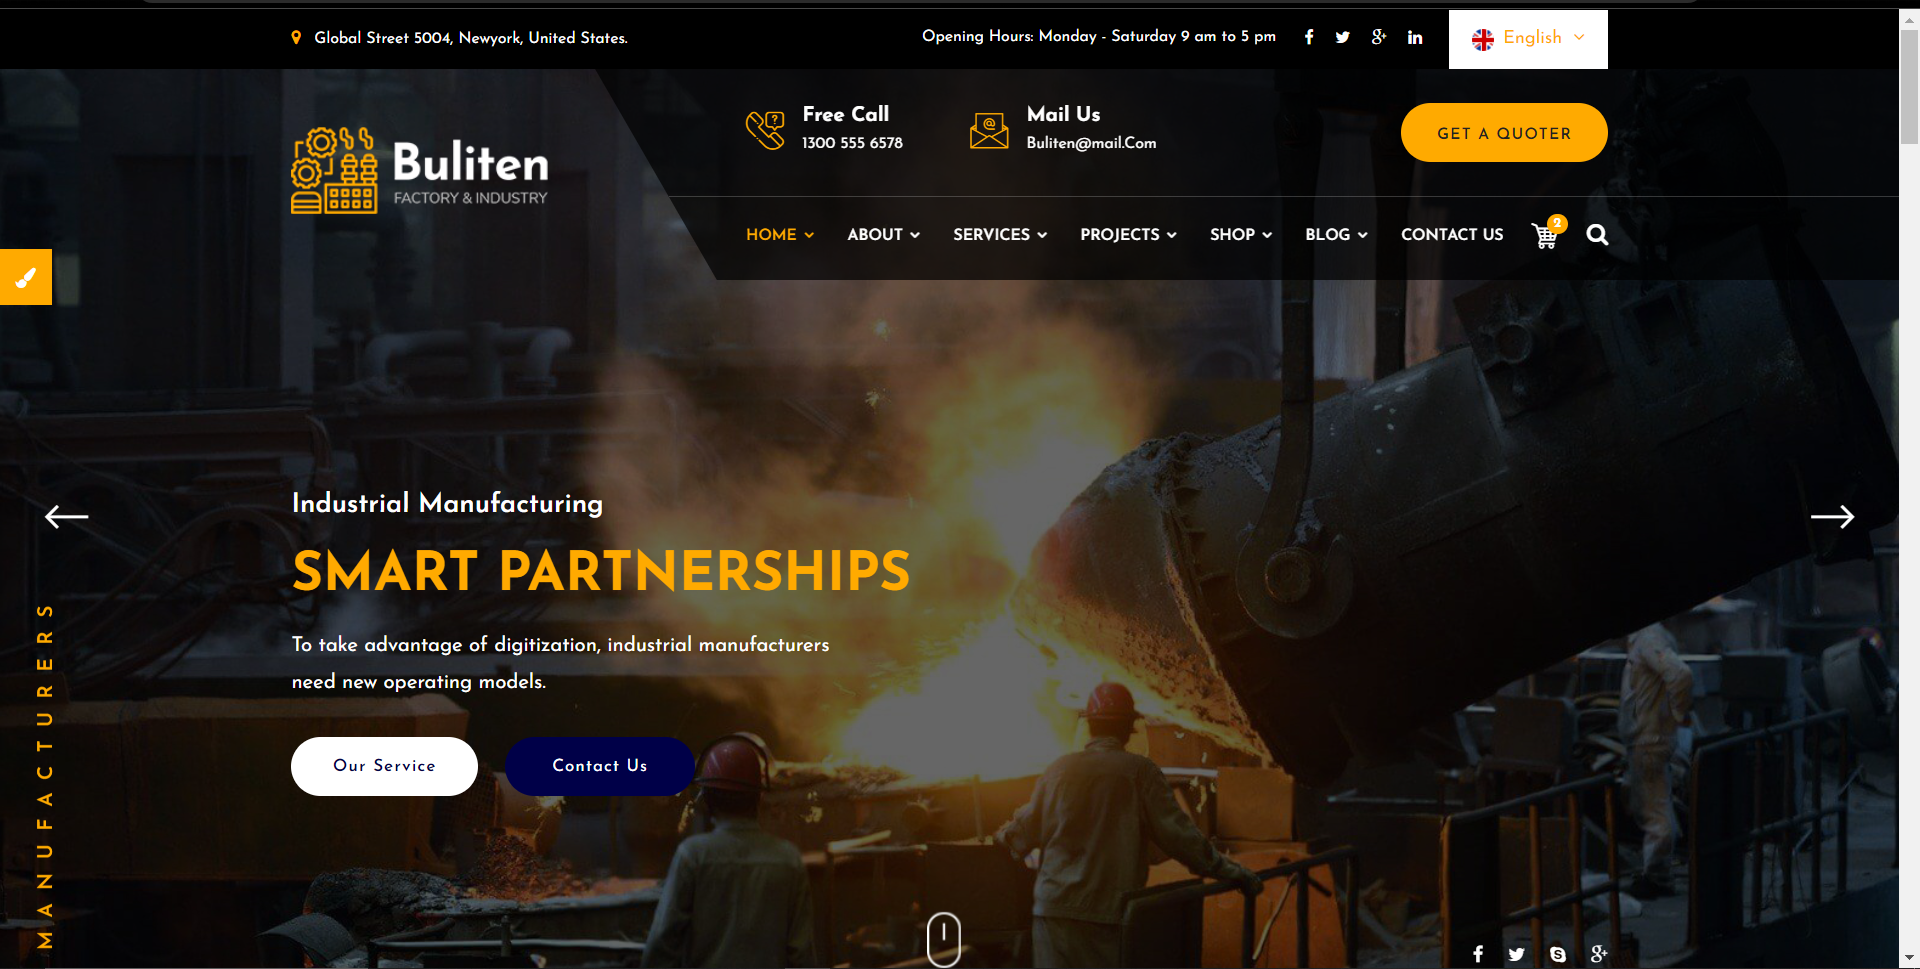 Global Street 5004, Newyork, United States.
Opening Hours: Monday - Saturday 9 am to 5 pm
English
Buliten
FACTORY & INDUSTRY
Free Call
1300 555 6578
Mail Us
Buliten@mail.Com
GET A QUOTER
HOME
ABOUT
SERVICES
PROJECTS
SHOP
BLOG
CONTACT US
2
Industrial Manufacturing
SMART PARTNERSHIPS
To take advantage of digitization, industrial manufacturers
need new operating models.
Our Service
Contact Us
MANUFACTURERS